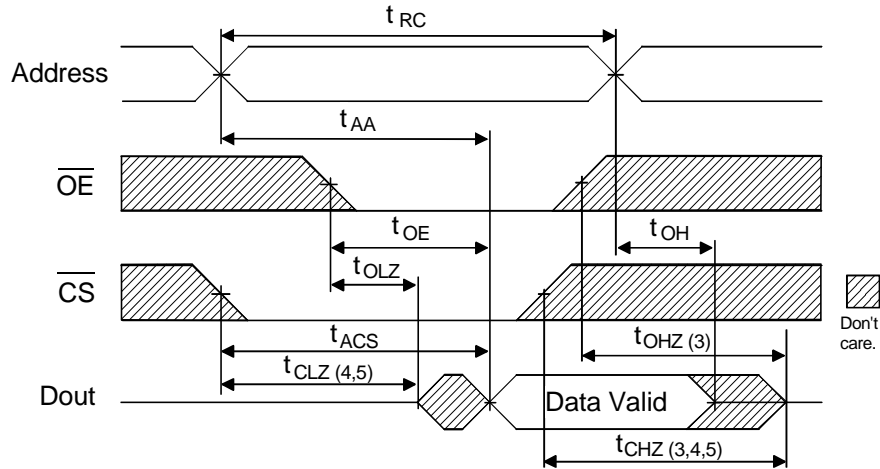 t RC
Address
t AA
OE
t OE
t OH
t OLZ
CS
t ACS
t OHZ (3)
Don't
care.
t CLZ (4,5)
Dout
Data Valid
t CHZ (3,4,5)